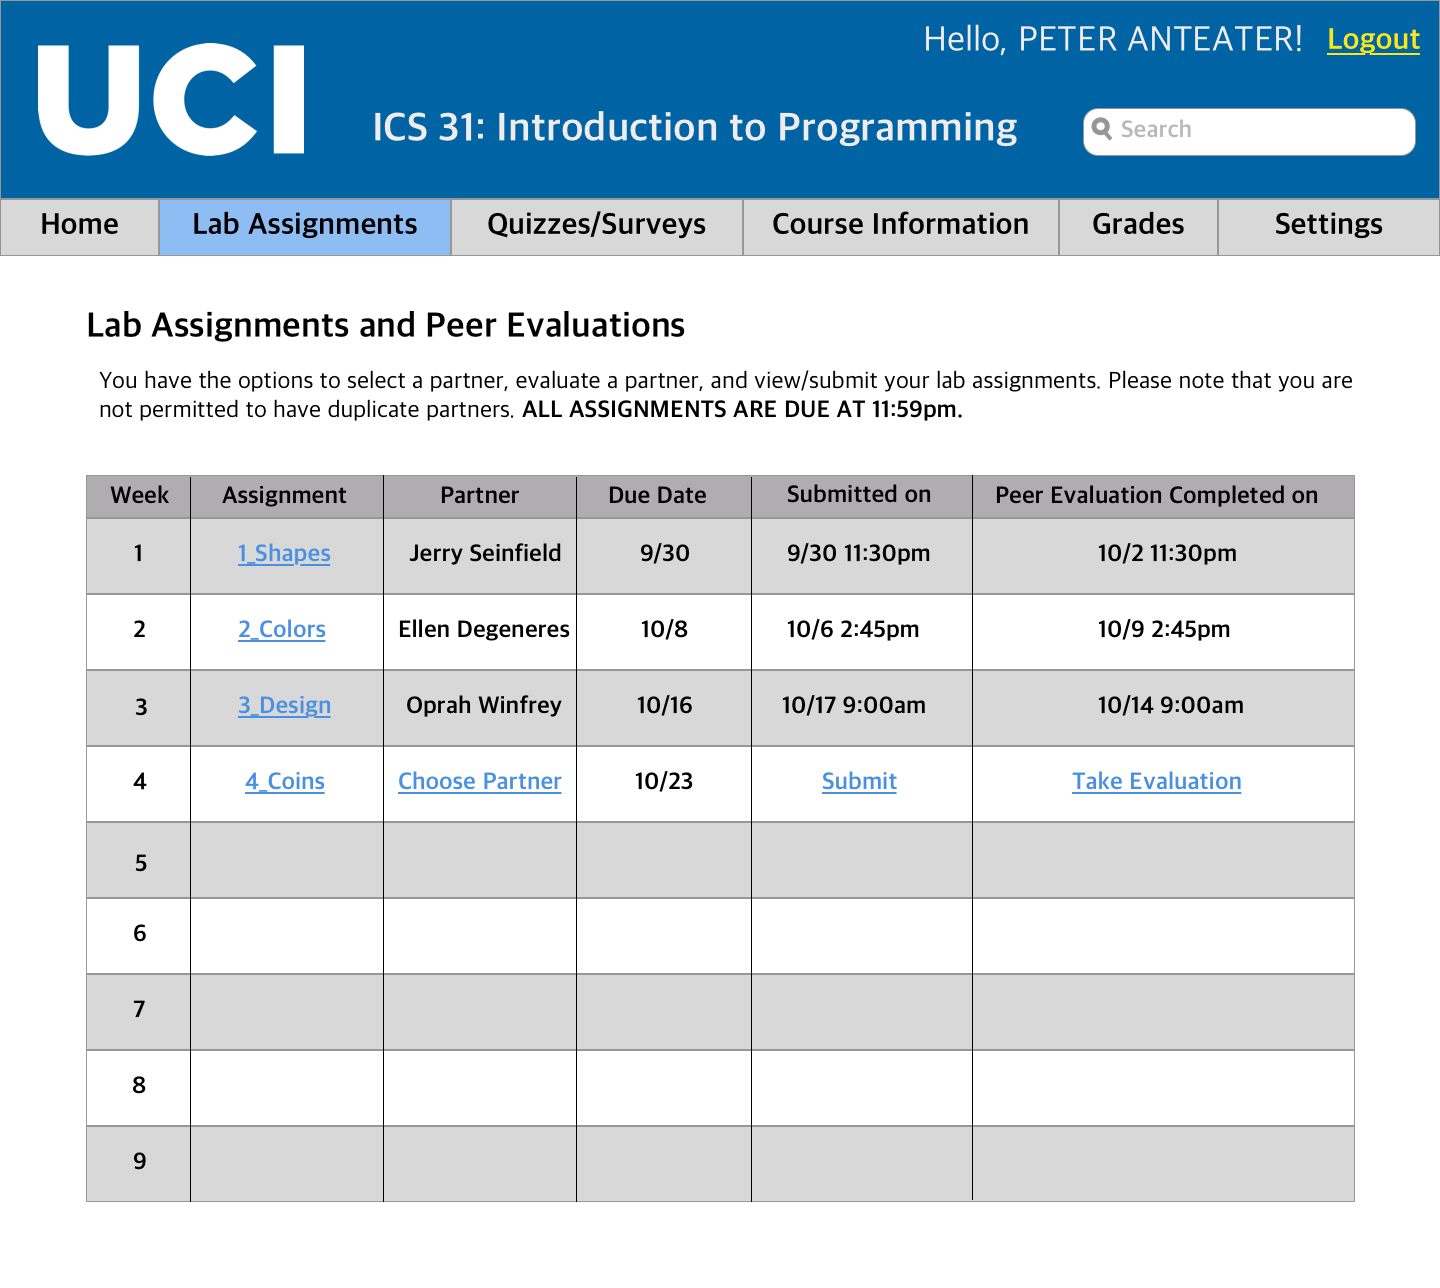 Hello, PETER ANTEATER! Logout
UCI
ICS 31: Introduction to Programming
Search
Home Lab Assignments Quizzes/Surveys Course Information Grades Settings
Lab Assignments and Peer Evaluations
You have the options to select a partner, evaluate a partner, and view/submit your lab assignments. Please note that you are
not permitted to have duplicate partners. ALL ASSIGNMENTS ARE DUE AT 11:59pm.
Week Assignment Partner Due Date Submitted on Peer Evaluation Completed on
1 1_Shapes Jerry Seinfield 9/30 9/30 11:30pm 10/2 11:30pm
2 2_Colors Ellen Degeneres 10/8 10/6 2:45pm 10/9 2:45pm
3 3_Design Oprah Winfrey 10/16 10/17 9:00am 10/14 9:00am
4 4_Coins Choose Partner 10/23 Submit Take Evaluation
5
6
7
8
9